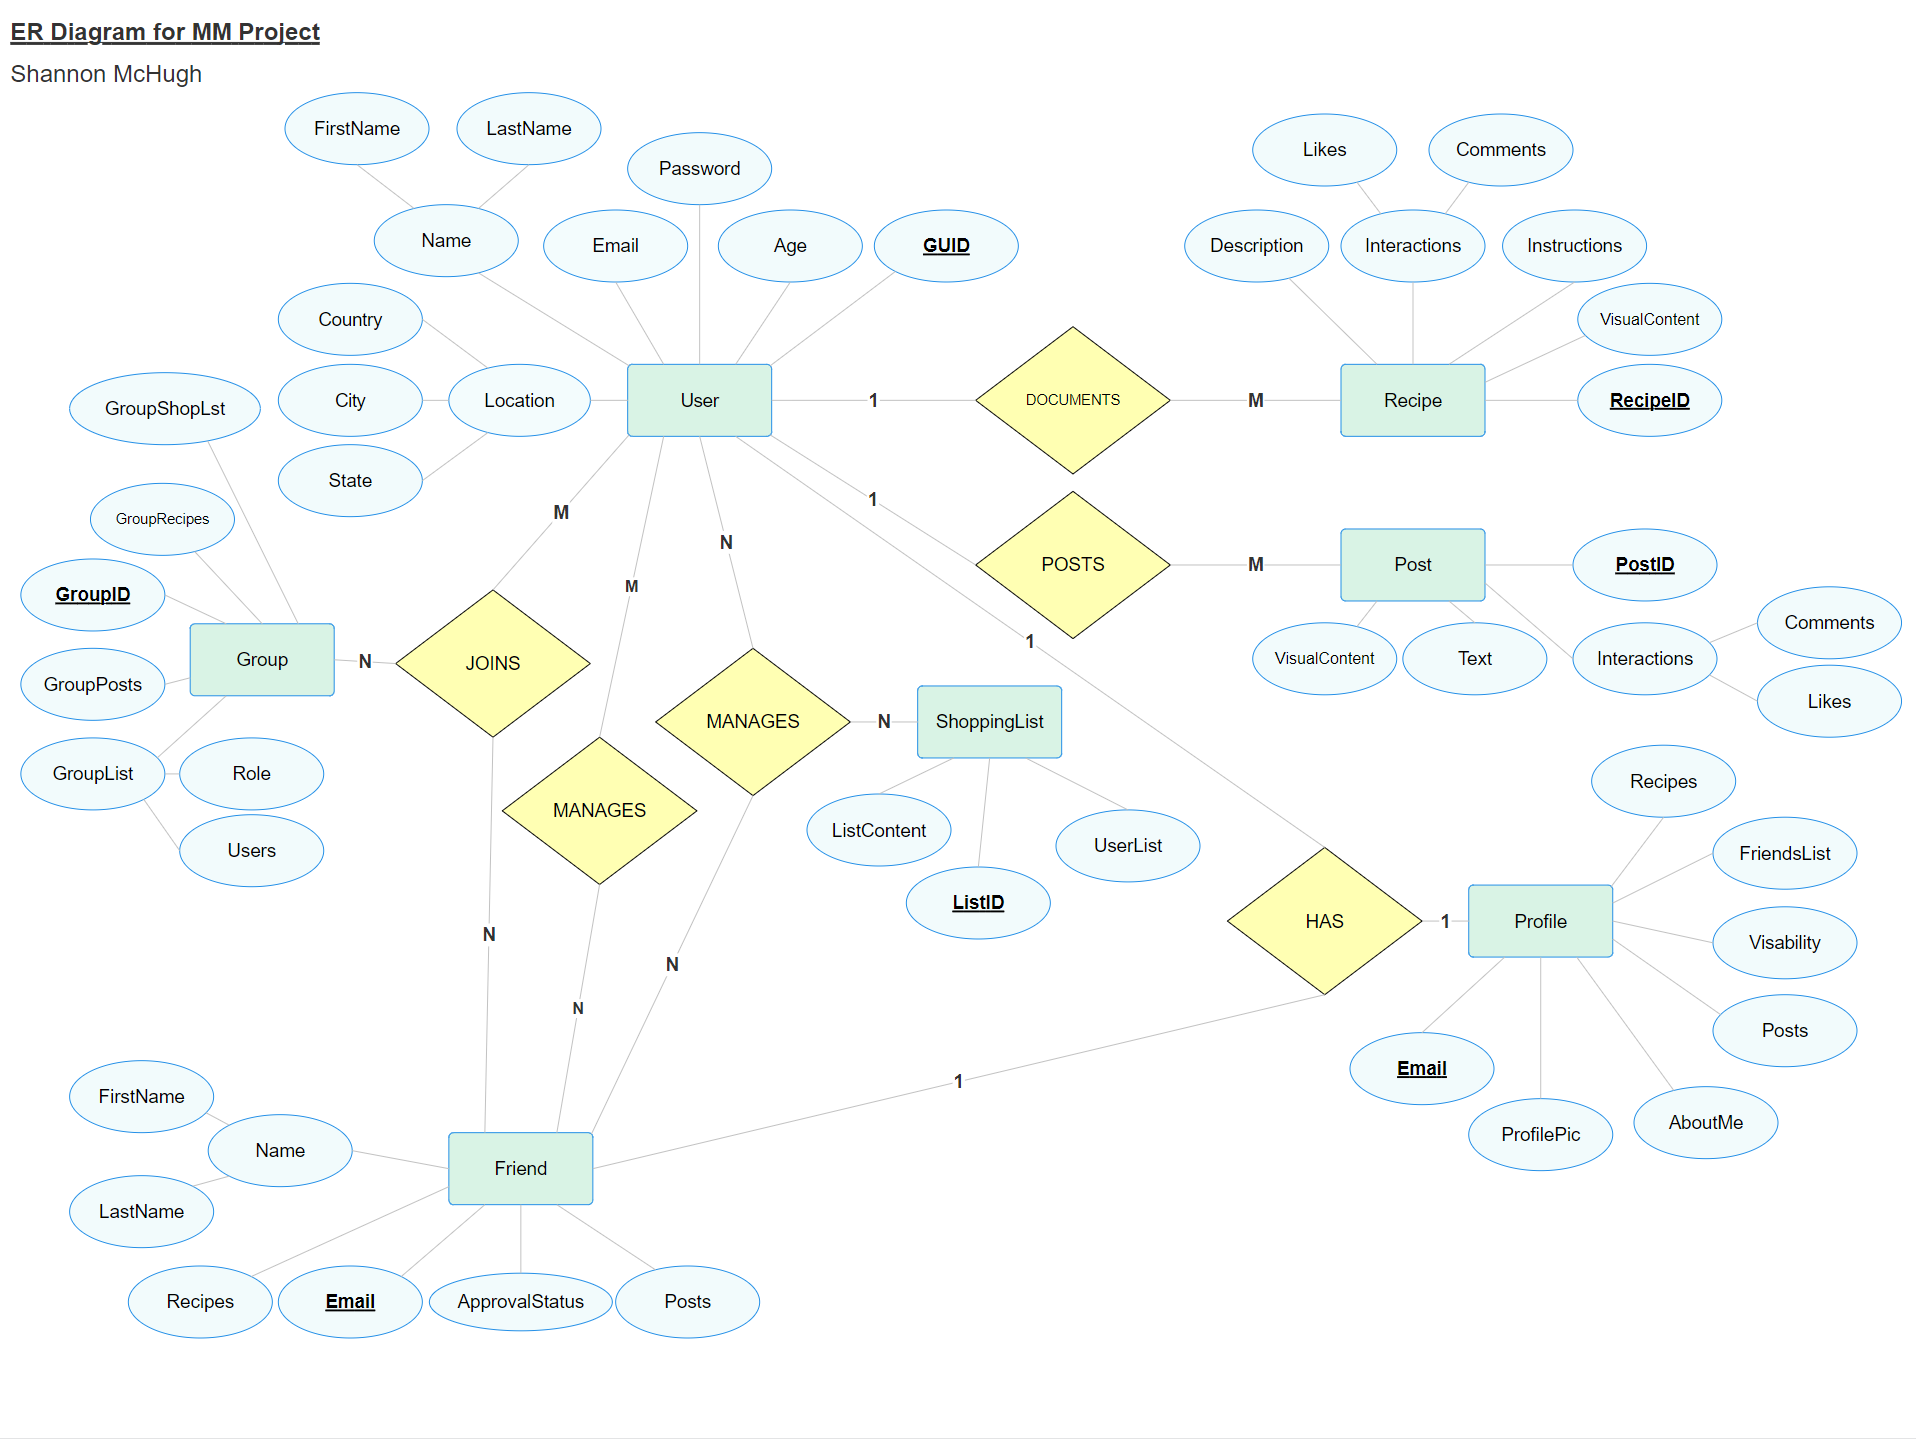 ER Diagram for MM Project
Shannon McHugh
FirstName
LastName
Password
Name
Email
Age
GUID
Country
City
State
Location
User
1
DOCUMENTS
M
Recipe
Likes
Comments
Description
Interactions
Instructions
VisualContent
RecipeID
GroupShopLst
GroupRecipes
GroupID
Group
GroupPosts
GroupList
Role
Users
M
N
JOINS
N
M
MANAGES
N
N
MANAGES
N
N
ShoppingList
ListContent
ListID
UserList
1
POSTS
M
Post
PostID
VisualContent
Text
Interactions
Comments
Likes
1
HAS
1
1
Profile
Recipes
FriendsList
Visability
Posts
Email
ProfilePic
AboutMe
FirstName
Name
LastName
Friend
Recipes
Email
ApprovalStatus
Posts